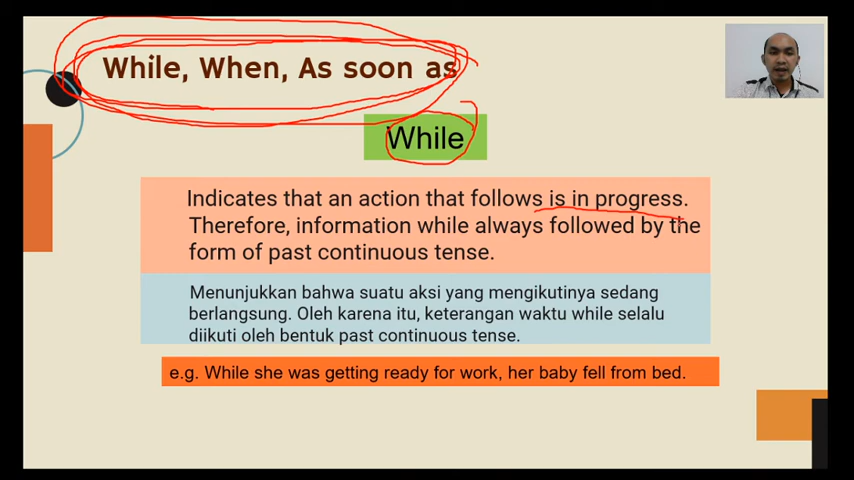 While, When, As soon as
While
Indicates that an action that follows is in progress.
Therefore, information while always followed by the
form of past continuous tense.
Menunjukkan bahwa suatu aksi yang mengikutinya sedang
berlangsung. Oleh karena itu, keterangan waktu while selalu
diikuti oleh bentuk past continuous tense.
e.g. While she was getting ready for work, her baby fell from bed.